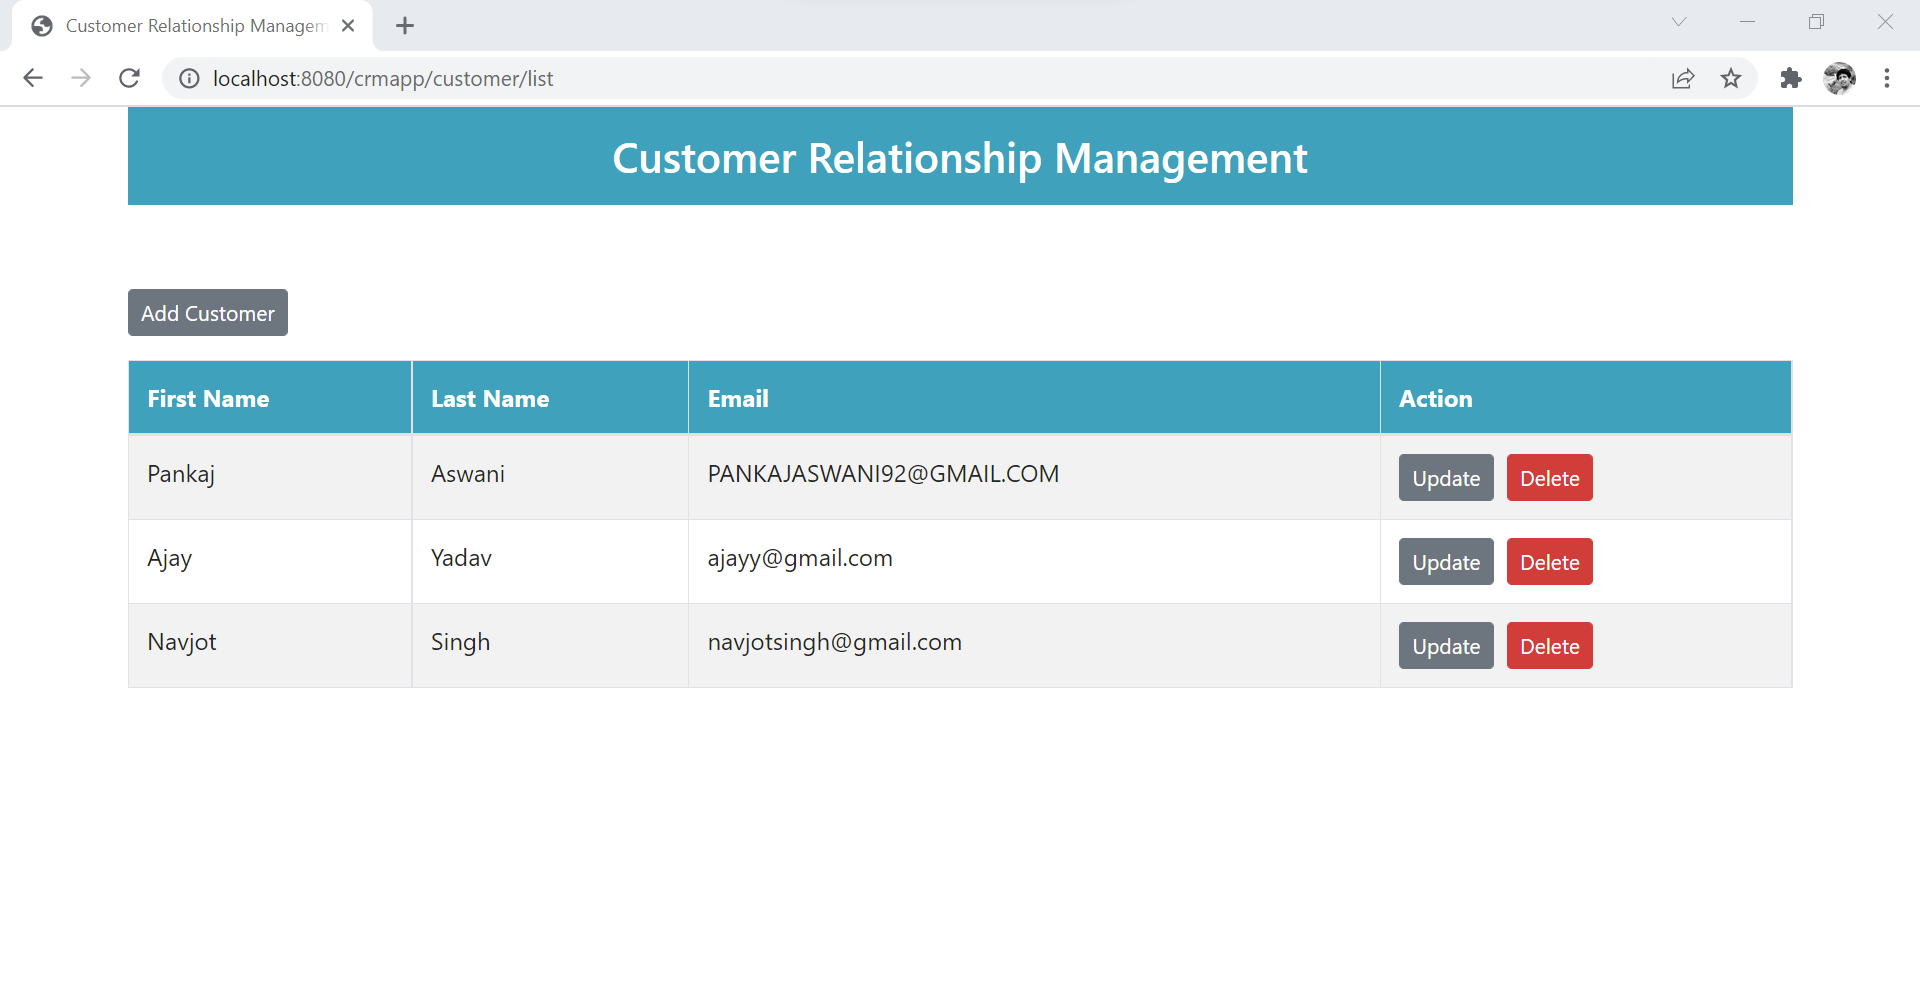 Customer Relationship Managem
localhost:8080/crmapp/customer/list
Customer Relationship Management
Add Customer
First Name Last Name Email Action
Pankaj Aswani PANKAJASWANI92@GMAIL.COM Update Delete
Ajay Yadav ajayy@gmail.com Update Delete
Navjot Singh navjotsingh@gmail.com Update Delete